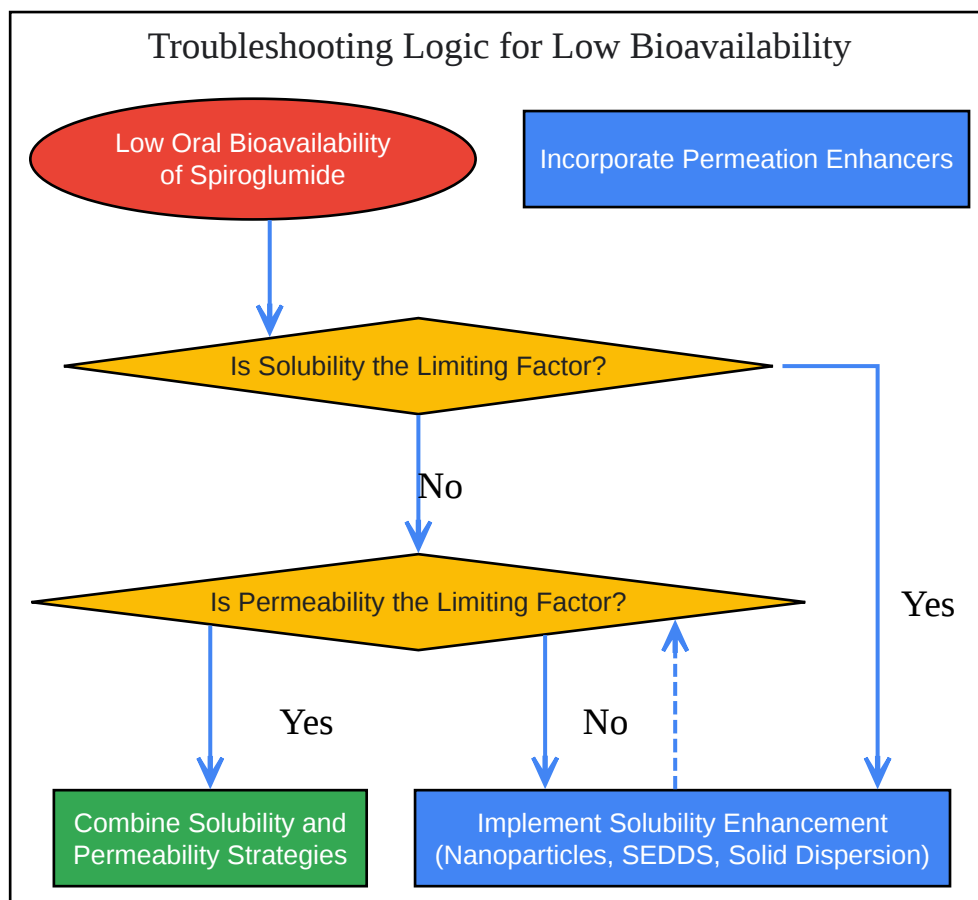 Troubleshooting Logic for Low Bioavailability
Low Oral Bioavailability
of Spiroglumide
Incorporate Permeation Enhancers
Is Solubility the Limiting Factor?
No
Is Permeability the Limiting Factor?
Yes
Yes
No
Combine Solubility and
Permeability Strategies
Implement Solubility Enhancement
(Nanoparticles, SEDDS, Solid Dispersion)